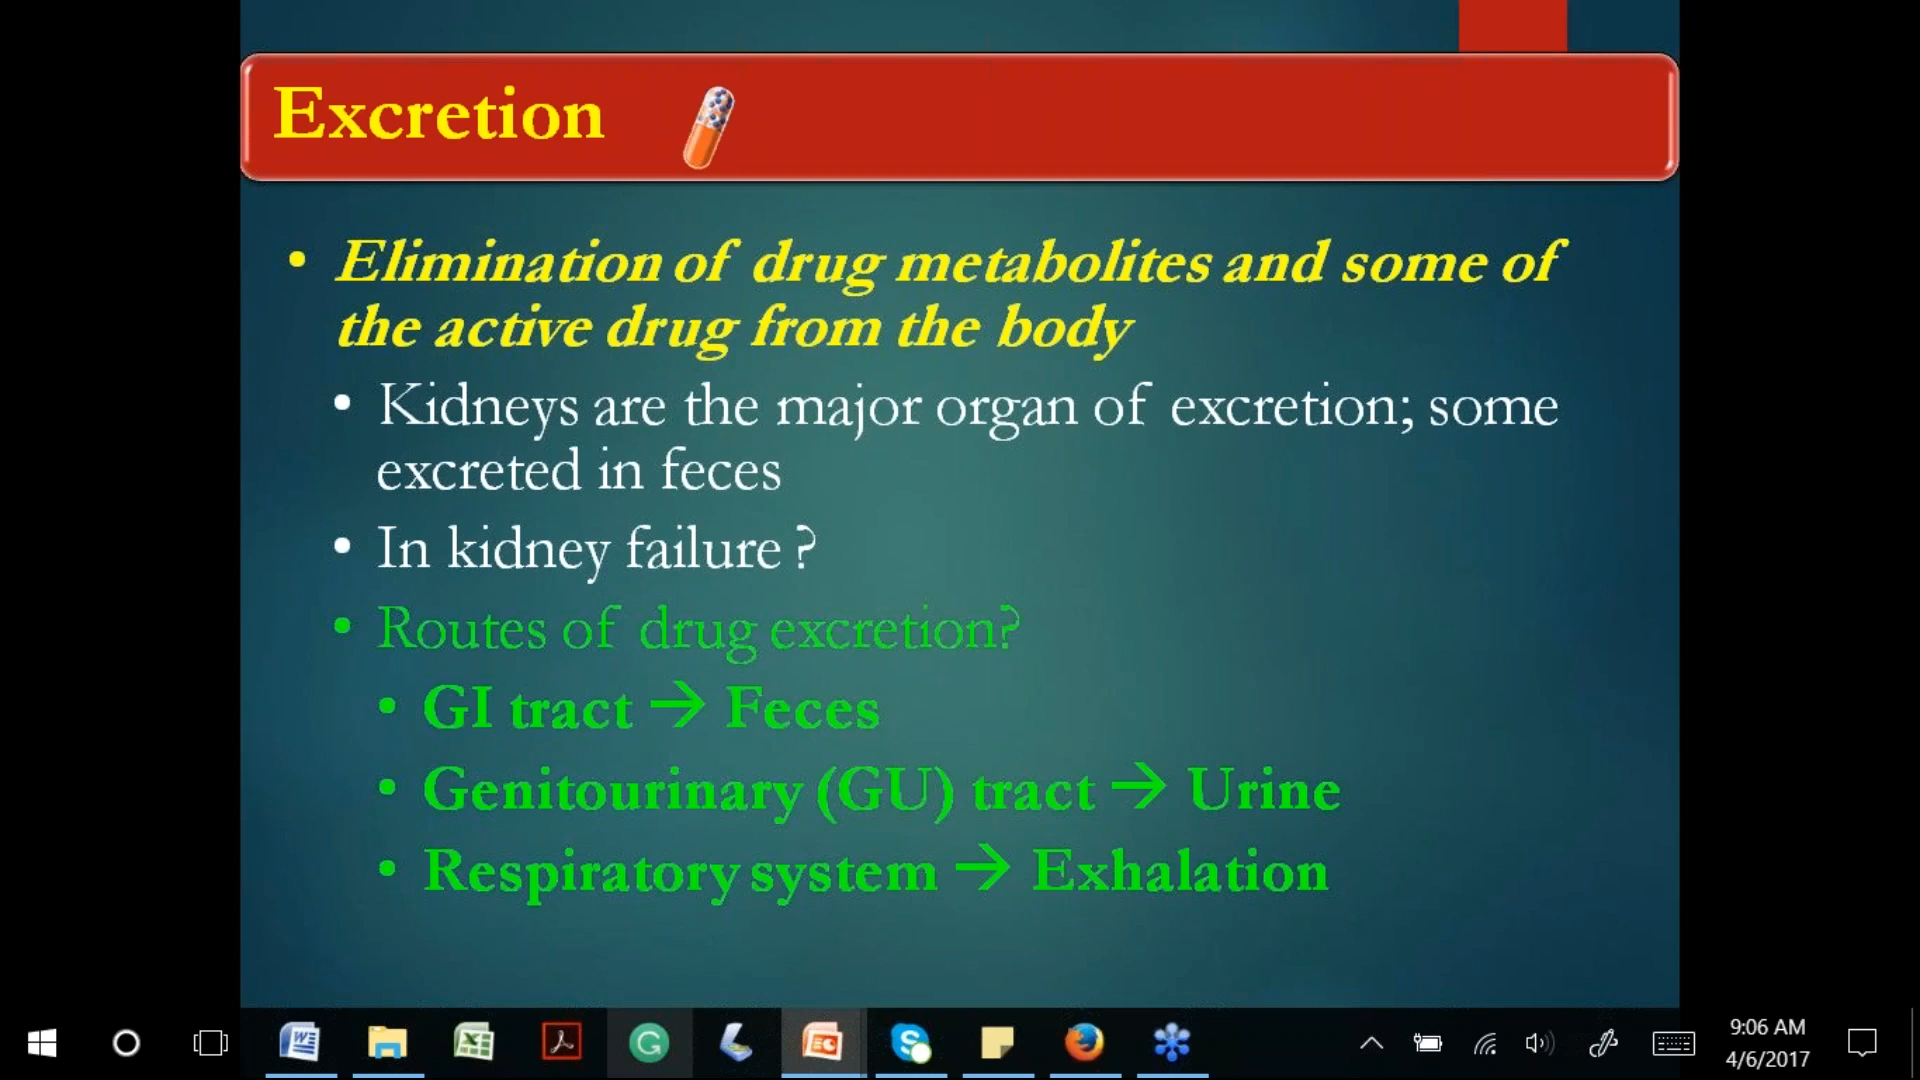 Excretion
• Elimination of drug metabolites and some of
the active drug from the body
• Kidneys are the major organ of excretion; some
excreted in feces
• In kidney failure ?
• Routes of drug excretion?
• GI tract → Feces
• Genitourinary (GU) tract → Urine
• Respiratory system → Exhalation
9:06 AM
4/6/2017